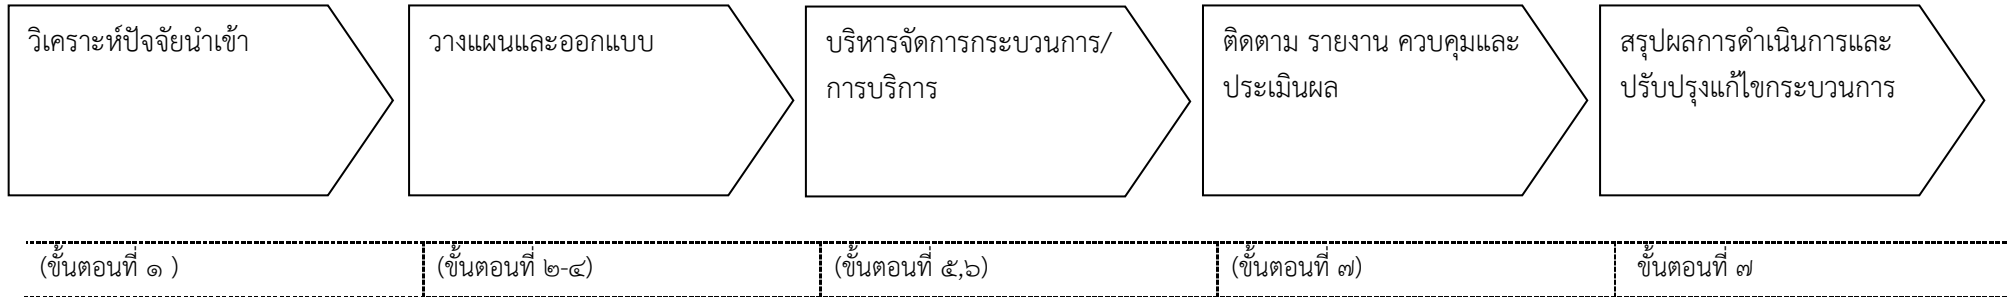 วิเคราะห์ปัจจัยนำเข้า
วางแผนและออกแบบ
บริหารจัดการกระบวนการ/
การบริการ
ติดตาม รายงาน ควบคุมและ
ประเมินผล
สรุปผลการดำเนินการและ
ปรับปรุงแก้ไขกระบวนการ
(ขั้นตอนที่ ๑ )
(ขั้นตอนที่ ๒-๔)
(ขั้นตอนที่ ๕,๖)
(ขั้นตอนที่ ๗)
ขั้นตอนที่ ๗